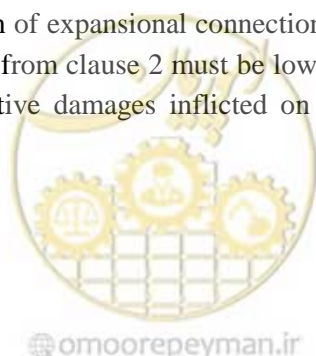 n of expansional connection
from clause 2 must be low
tive damages inflicted on
@omoorepeyman.ir